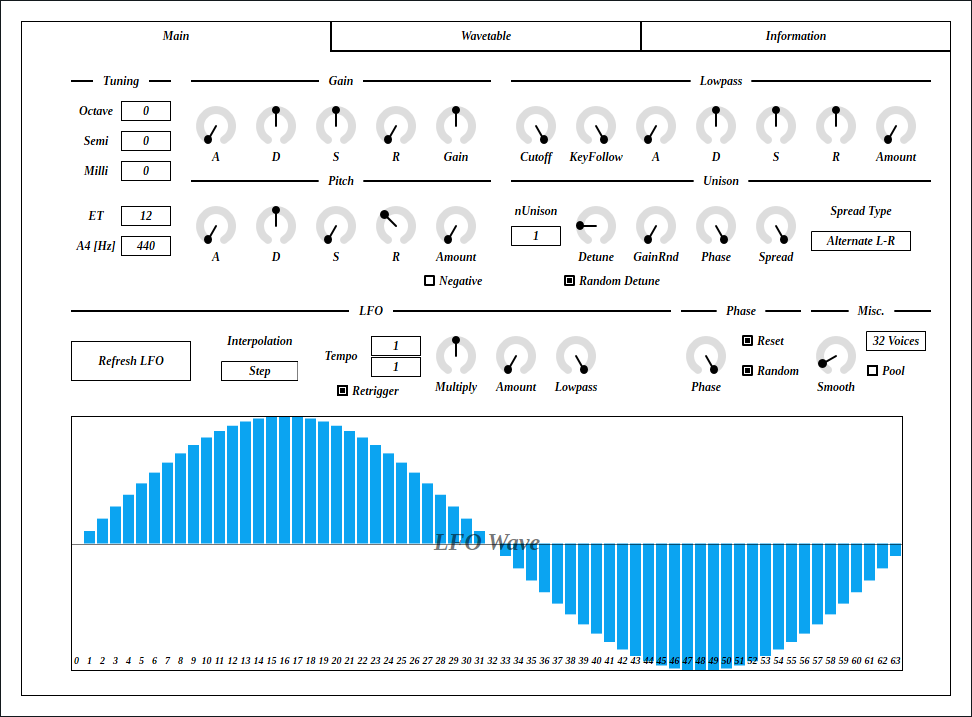 Main Wavetable Information
Tuning Gain Lowpass
Octave 0
Semi 0
Milli 0
A D S R Gain
Cutoff KeyFollow A D S R Amount
Pitch Unison
ET 12
A4 [Hz] 440
A D S R Amount
Negative
nUnison
1
Detune GainRnd Phase Spread
Spread Type
Alternate L-R
Random Detune
LFO Phase Misc.
Refresh LFO
Interpolation
Step
Tempo
1
1
Retrigger
Multiply Amount Lowpass
Phase
Reset
Random
Smooth
32 Voices
Pool
LFO Wave
0 1 2 3 4 5 6 7 8 9 10 11 12 13 14 15 16 17 18 19 20 21 22 23 24 25 26 27 28 29 30 31 32 33 34 35 36 37 38 39 40 41 42 43 44 45 46 47 48 49 50 51 52 53 54 55 56 57 58 59 60 61 62 63